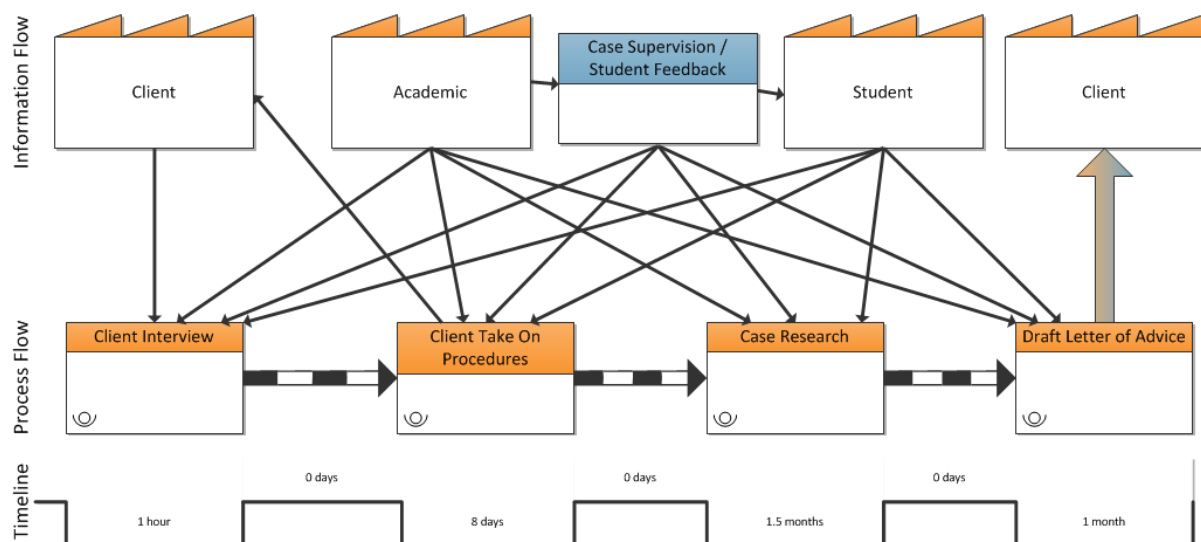 Information Flow
Client
Academic
Case Supervision /
Student Feedback
Student
Client
Process Flow
Client Interview
Client Take On
Procedures
Case Research
Draft Letter of Advice
Timeline
0 days
0 days
0 days
1 hour
8 days
1.5 months
1 month